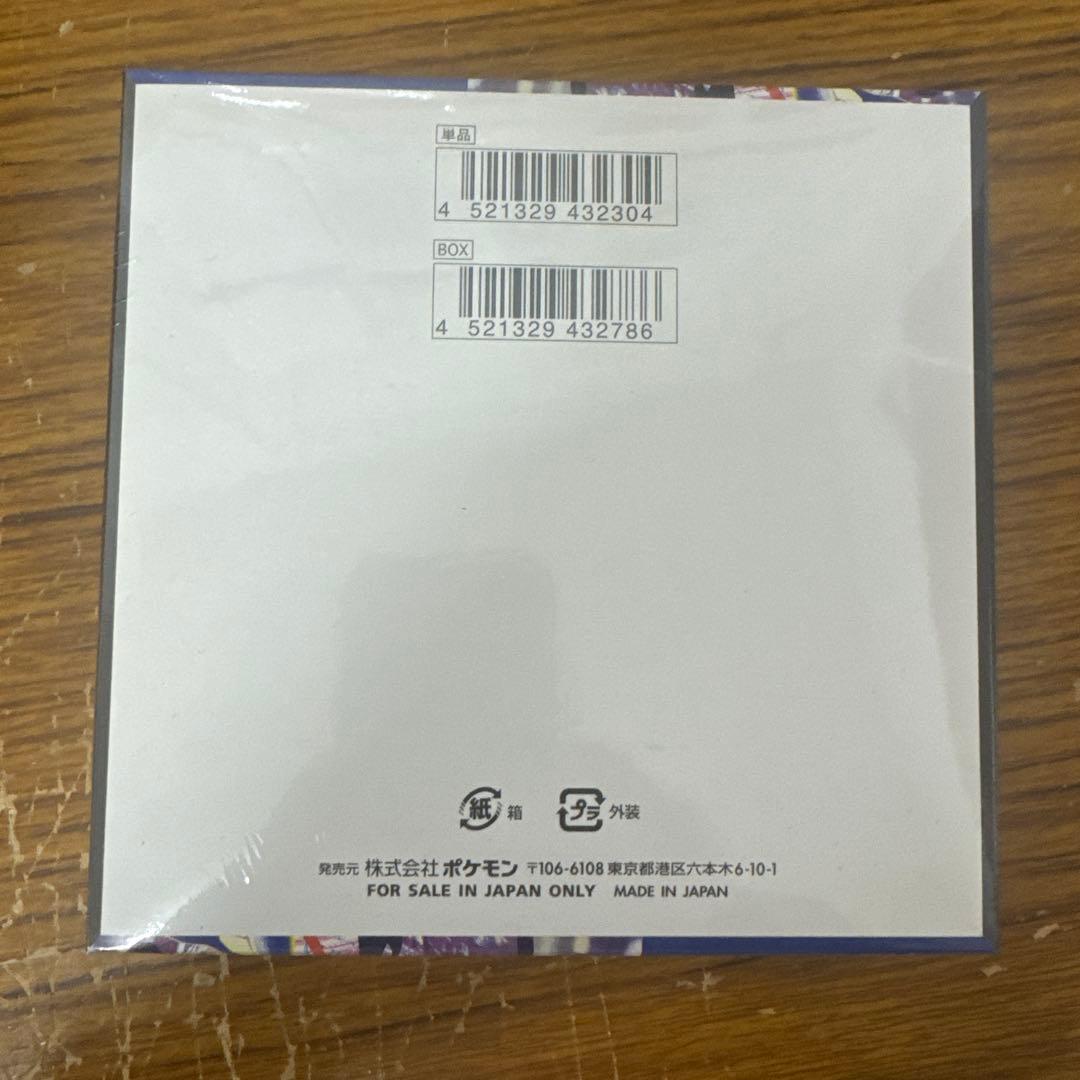 単品
4 521329 432304
BOX
4 521329 432786
紙 箱 プラ 外装
発売元 株式会社 ポケモン 〒106-6108 東京都港区六本木6-10-1
FOR SALE IN JAPAN ONLY MADE IN JAPAN